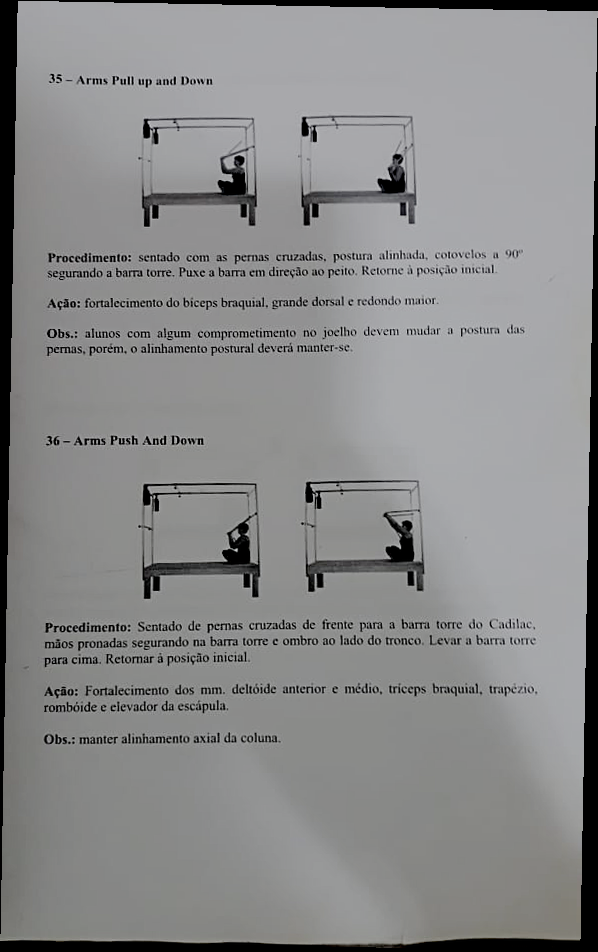 35 – Arms Pull up and Down
Procedimento: sentado com as pernas cruzadas, postura alinhada, cotovelos a 90º
segurando a barra torre. Puxe a barra em direção ao peito. Retorne à posição inicial.
Ação: fortalecimento do bíceps braquial, grande dorsal e redondo maior.
Obs.: alunos com algum comprometimento no joelho devem mudar a postura das
pernas, porém, o alinhamento postural deverá manter-se.
36 – Arms Push And Down
Procedimento: Sentado de pernas cruzadas de frente para a barra torre do Cadilac,
mãos pronadas segurando na barra torre e ombro ao lado do tronco. Levar a barra torre
para cima. Retornar à posição inicial.
Ação: Fortalecimento dos mm. deltóide anterior e médio, tríceps braquial, trapézio,
rombóide e elevador da escápula.
Obs.: manter alinhamento axial da coluna.